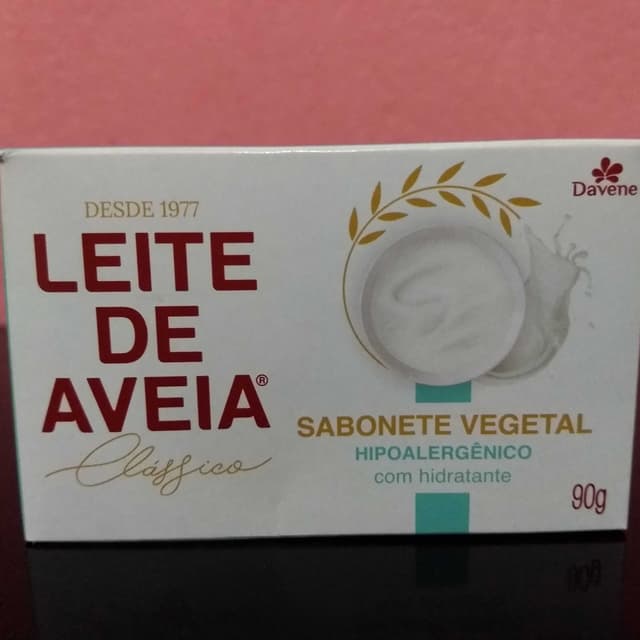 DESDE 1977
LEITE
DE
AVEIA®
Clássico
Davene
SABONETE VEGETAL
HIPOALERGÊNICO
com hidratante
90g